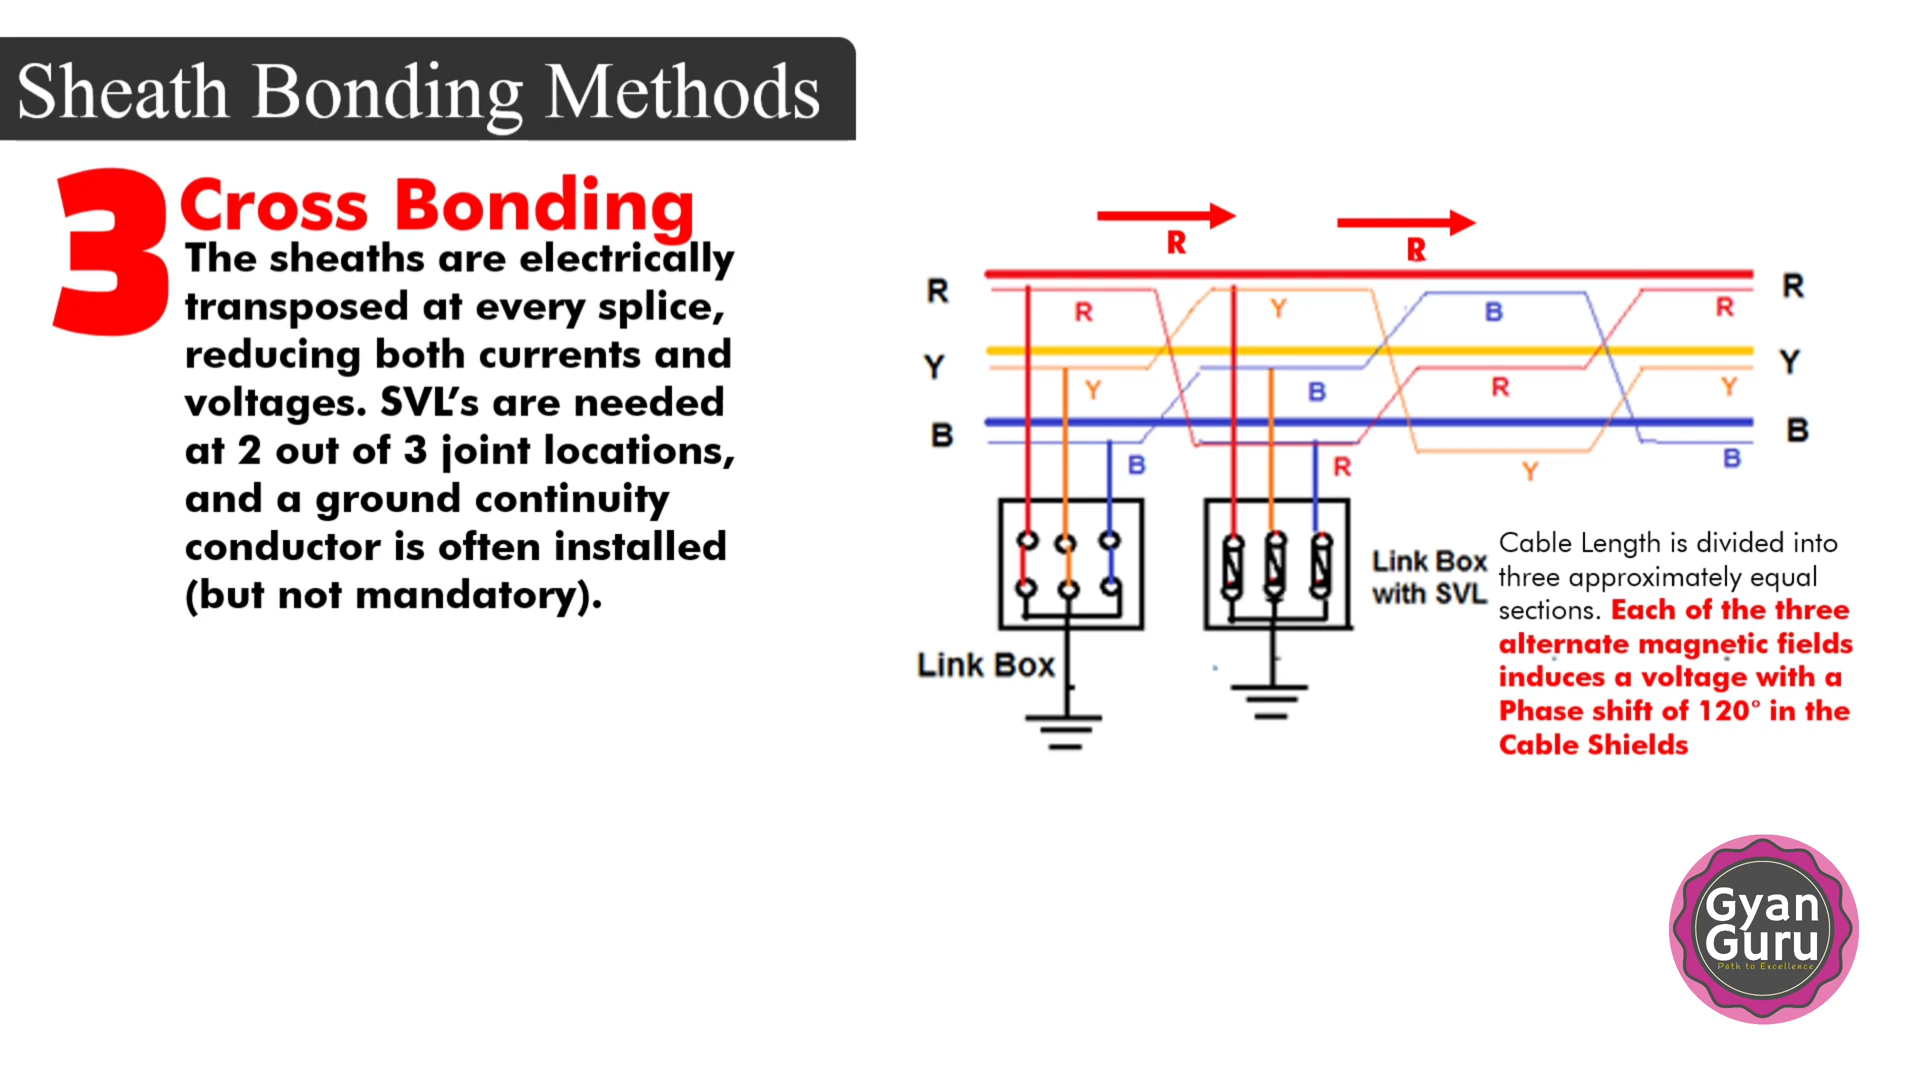 Sheath Bonding Methods
3
Cross Bonding
The sheaths are electrically
transposed at every splice,
reducing both currents and
voltages. SVL's are needed
at 2 out of 3 joint locations,
and a ground continuity
conductor is often installed
(but not mandatory).
R
R
R
R
Y
Y
B
B
R
Y
B
R
Y
B
R
Y
B
R
Y
R
Y
B
Link Box
Link Box
with SVL
Cable Length is divided into
three approximately equal
sections. Each of the three
alternate magnetic fields
induces a voltage with a
Phase shift of 120° in the
Cable Shields
Gyan
Guru
Path to Excellence